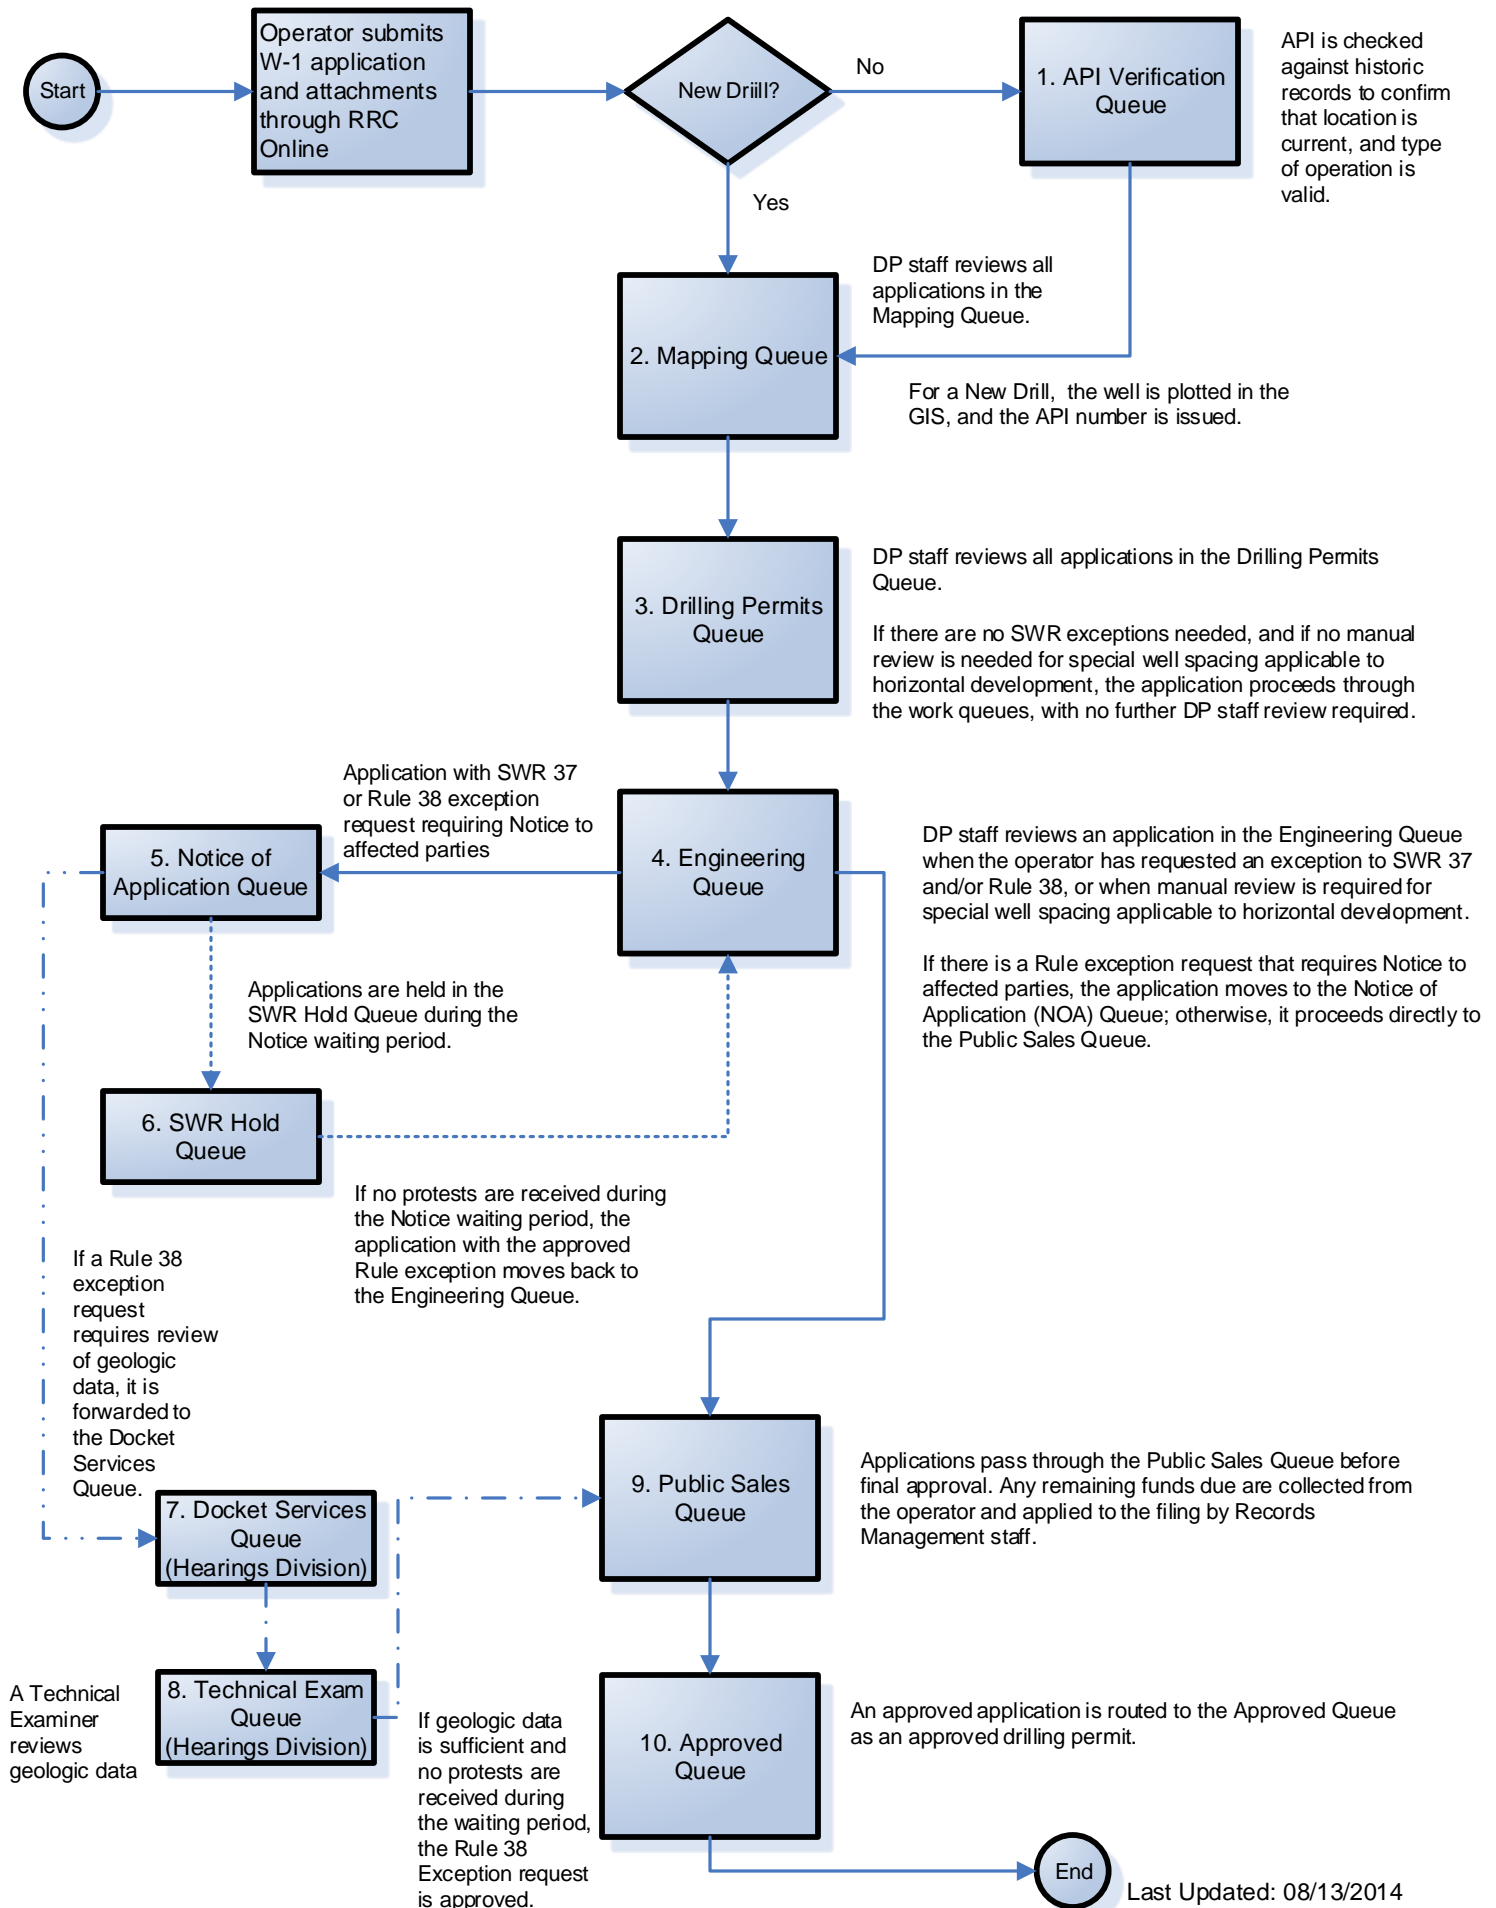 Start
Operator submits
W-1 application
and attachments
through RRC
Online
New Driill?
No
1. API Verification
Queue
API is checked
against historic
records to confirm
that location is
current, and type
of operation is
valid.
Yes
DP staff reviews all
applications in the
Mapping Queue.
2. Mapping Queue
For a New Drill, the well is plotted in the
GIS, and the API number is issued.
3. Drilling Permits
Queue
DP staff reviews all applications in the Drilling Permits
Queue.
If there are no SWR exceptions needed, and if no manual
review is needed for special well spacing applicable to
horizontal development, the application proceeds through
the work queues, with no further DP staff review required.
Application with SWR 37
or Rule 38 exception
request requiring Notice to
affected parties
4. Engineering
Queue
5. Notice of
Application Queue
DP staff reviews an application in the Engineering Queue
when the operator has requested an exception to SWR 37
and/or Rule 38, or when manual review is required for
special well spacing applicable to horizontal development.
If there is a Rule exception request that requires Notice to
affected parties, the application moves to the Notice of
Application (NOA) Queue; otherwise, it proceeds directly to
the Public Sales Queue.
Applications are held in the
SWR Hold Queue during the
Notice waiting period.
6. SWR Hold
Queue
If no protests are received during
the Notice waiting period, the
application with the approved
Rule exception moves back to
the Engineering Queue.
If a Rule 38
exception
request
requires review
of geologic
data, it is
forwarded to
the Docket
Services
Queue.
7. Docket Services
Queue
(Hearings Division)
9. Public Sales
Queue
Applications pass through the Public Sales Queue before
final approval. Any remaining funds due are collected from
the operator and applied to the filing by Records
Management staff.
A Technical
Examiner
reviews
geologic data
8. Technical Exam
Queue
(Hearings Division)
If geologic data
is sufficient and
no protests are
received during
the waiting period,
the Rule 38
Exception request
is approved.
10. Approved
Queue
An approved application is routed to the Approved Queue
as an approved drilling permit.
End
Last Updated: 08/13/2014